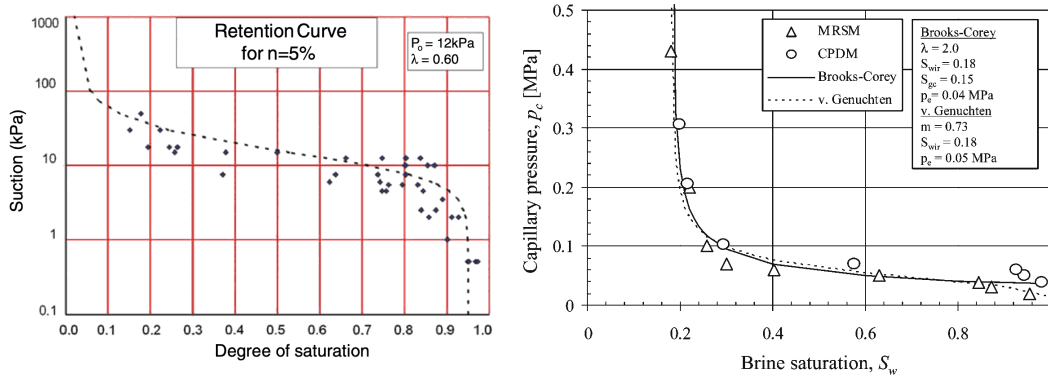 Retention Curve
for n=5%
Pₒ = 12kPa
λ = 0.60
Suction (kPa)
1000
100
10
1
0.1
0.0 0.1 0.2 0.3 0.4 0.5 0.6 0.7 0.8 0.9 1.0
Degree of saturation
MRSM
CPDM
Brooks-Corey
v. Genuchten
Brooks-Corey
λ = 2.0
Swir = 0.18
Sgc = 0.15
pe = 0.04 MPa
v. Genuchten
m = 0.73
Swir = 0.18
pe = 0.05 MPa
Capillary pressure, pc [MPa]
0.5
0.4
0.3
0.2
0.1
0
0 0.2 0.4 0.6 0.8
Brine saturation, Sw